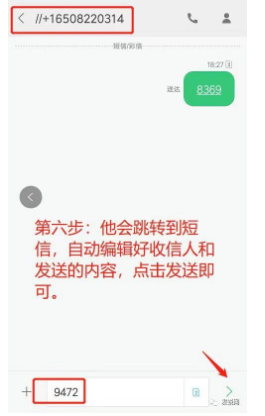 //+16508220314
短信/彩信
18:27
送达 8369
第六步：他会跳转到短
信，自动编辑好收信人和
发送的内容，点击发送即
可。
9472